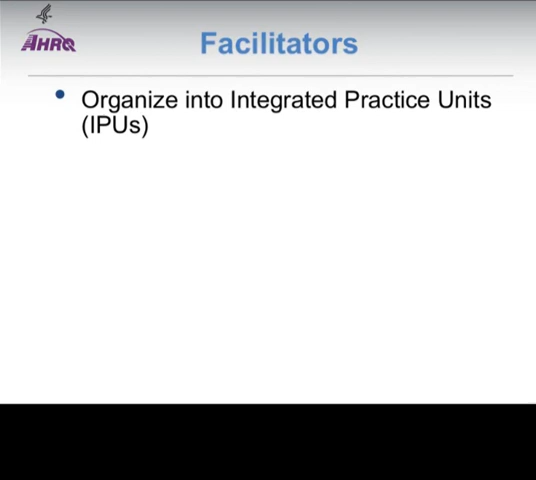 AHRQ
Facilitators
• Organize into Integrated Practice Units
(IPUs)